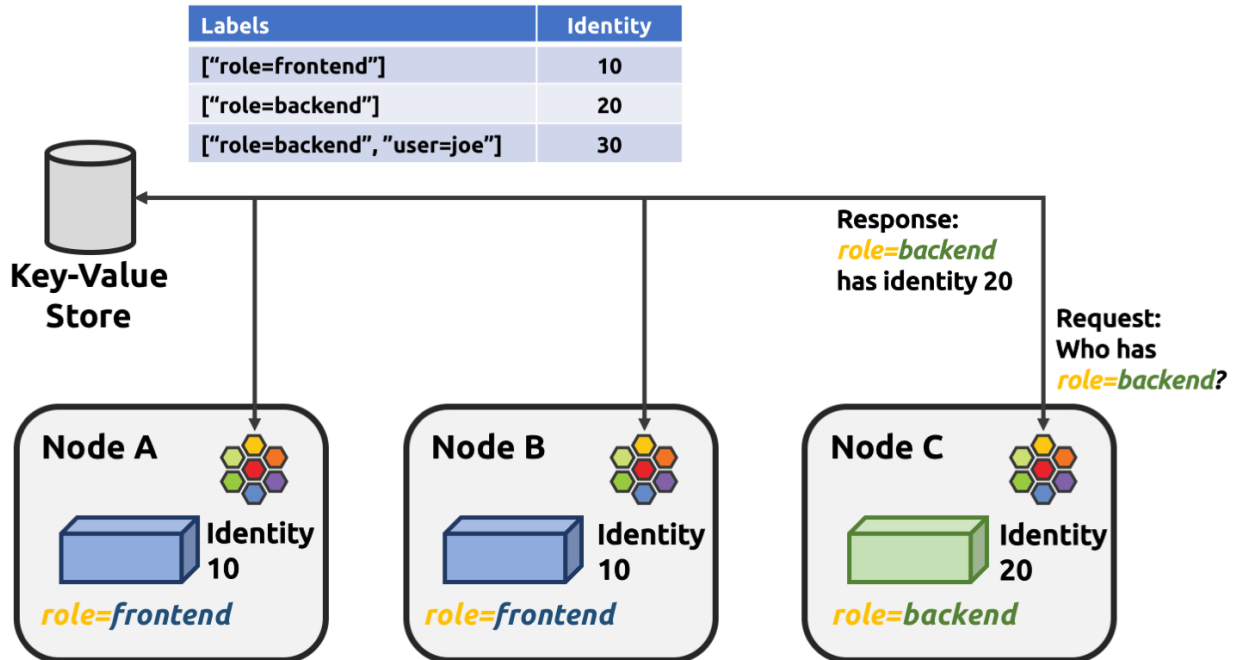 Labels Identity
[“role=frontend”] 10
[“role=backend”] 20
[“role=backend”, ”user=joe”] 30
Key-Value
Store
Response:
role=backend
has identity 20
Request:
Who has
role=backend?
Node A
Identity
10
role=frontend
Node B
Identity
10
role=frontend
Node C
Identity
20
role=backend